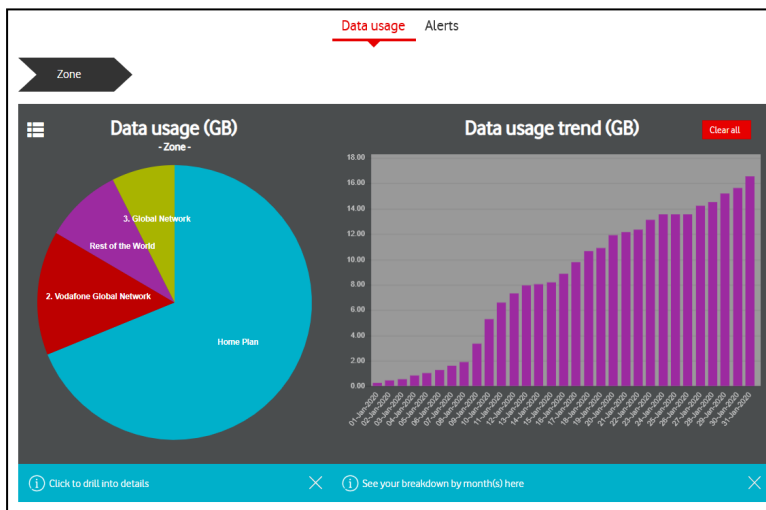 Data usage
Alerts
Zone
Data usage (GB)
- Zone -
3. Global Network
Rest of the World
2. Vodafone Global Network
Home Plan
Data usage trend (GB)
Clear all
18.00
16.00
14.00
12.00
10.00
8.00
6.00
4.00
2.00
0.00
01-Jan-2020
02-Jan-2020
03-Jan-2020
04-Jan-2020
05-Jan-2020
06-Jan-2020
07-Jan-2020
08-Jan-2020
09-Jan-2020
10-Jan-2020
11-Jan-2020
12-Jan-2020
13-Jan-2020
14-Jan-2020
15-Jan-2020
16-Jan-2020
17-Jan-2020
18-Jan-2020
19-Jan-2020
20-Jan-2020
21-Jan-2020
22-Jan-2020
23-Jan-2020
24-Jan-2020
25-Jan-2020
26-Jan-2020
27-Jan-2020
28-Jan-2020
29-Jan-2020
30-Jan-2020
31-Jan-2020
Click to drill into details
See your breakdown by month(s) here